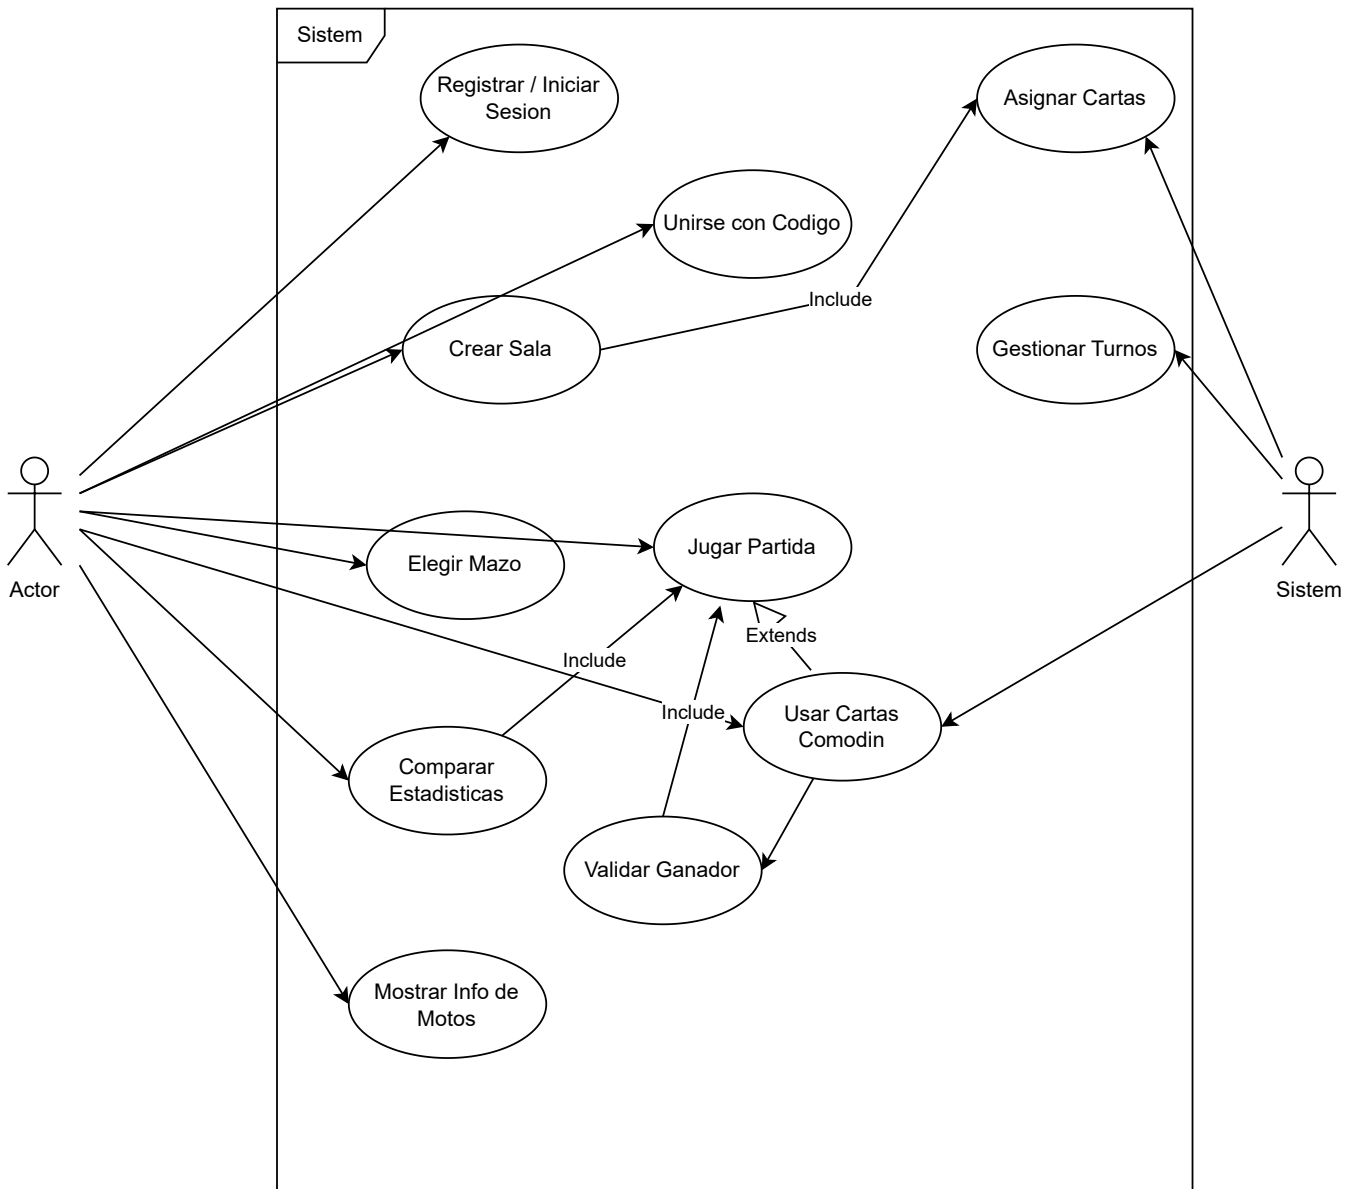 Sistem
Registrar / Iniciar
Sesion
Asignar Cartas
Unirse con Codigo
Include
Crear Sala
Gestionar Turnos
Actor
Sistem
Elegir Mazo
Jugar Partida
Extends
Include
Include
Usar Cartas
Comodin
Comparar
Estadisticas
Validar Ganador
Mostrar Info de
Motos